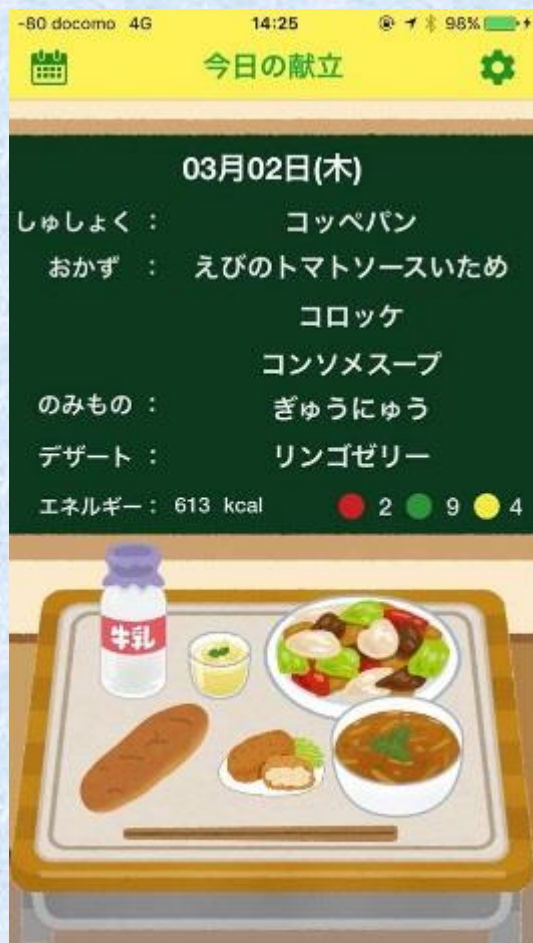 -80 docomo 4G 14:25 98%
今日の献立
03月02日(木)
しゅしょく : コッペパン
おかず : えびのトマトソースいため
コロッケ
コンソメスープ
のみもの : ぎゅうにゅう
デザート : リンゴゼリー
エネルギー : 613 kcal 2 9 4
牛乳